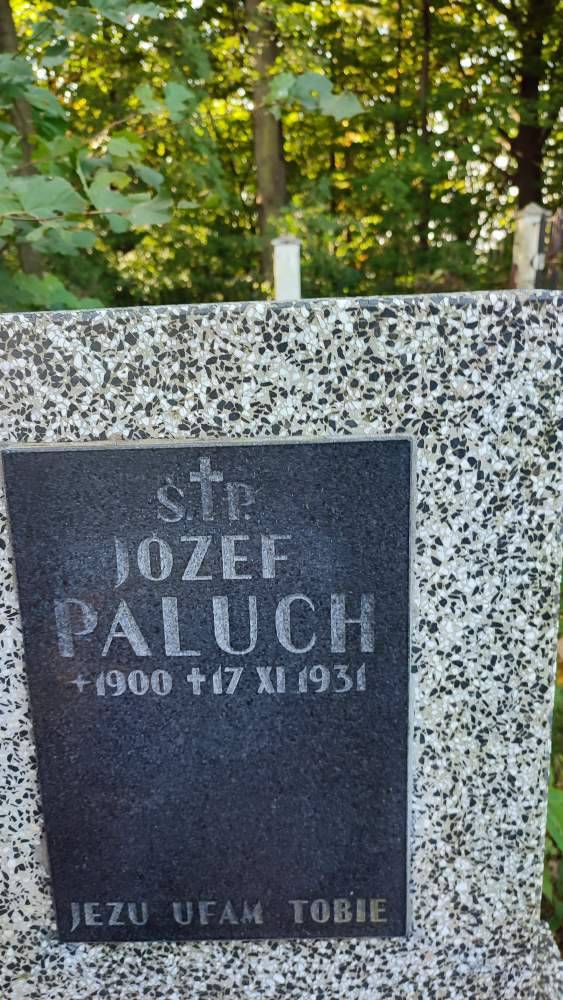 Ś.†P.
JÓZEF
PALUCH
+1900 †17 XI 1931
JEZU UFAM TOBIE